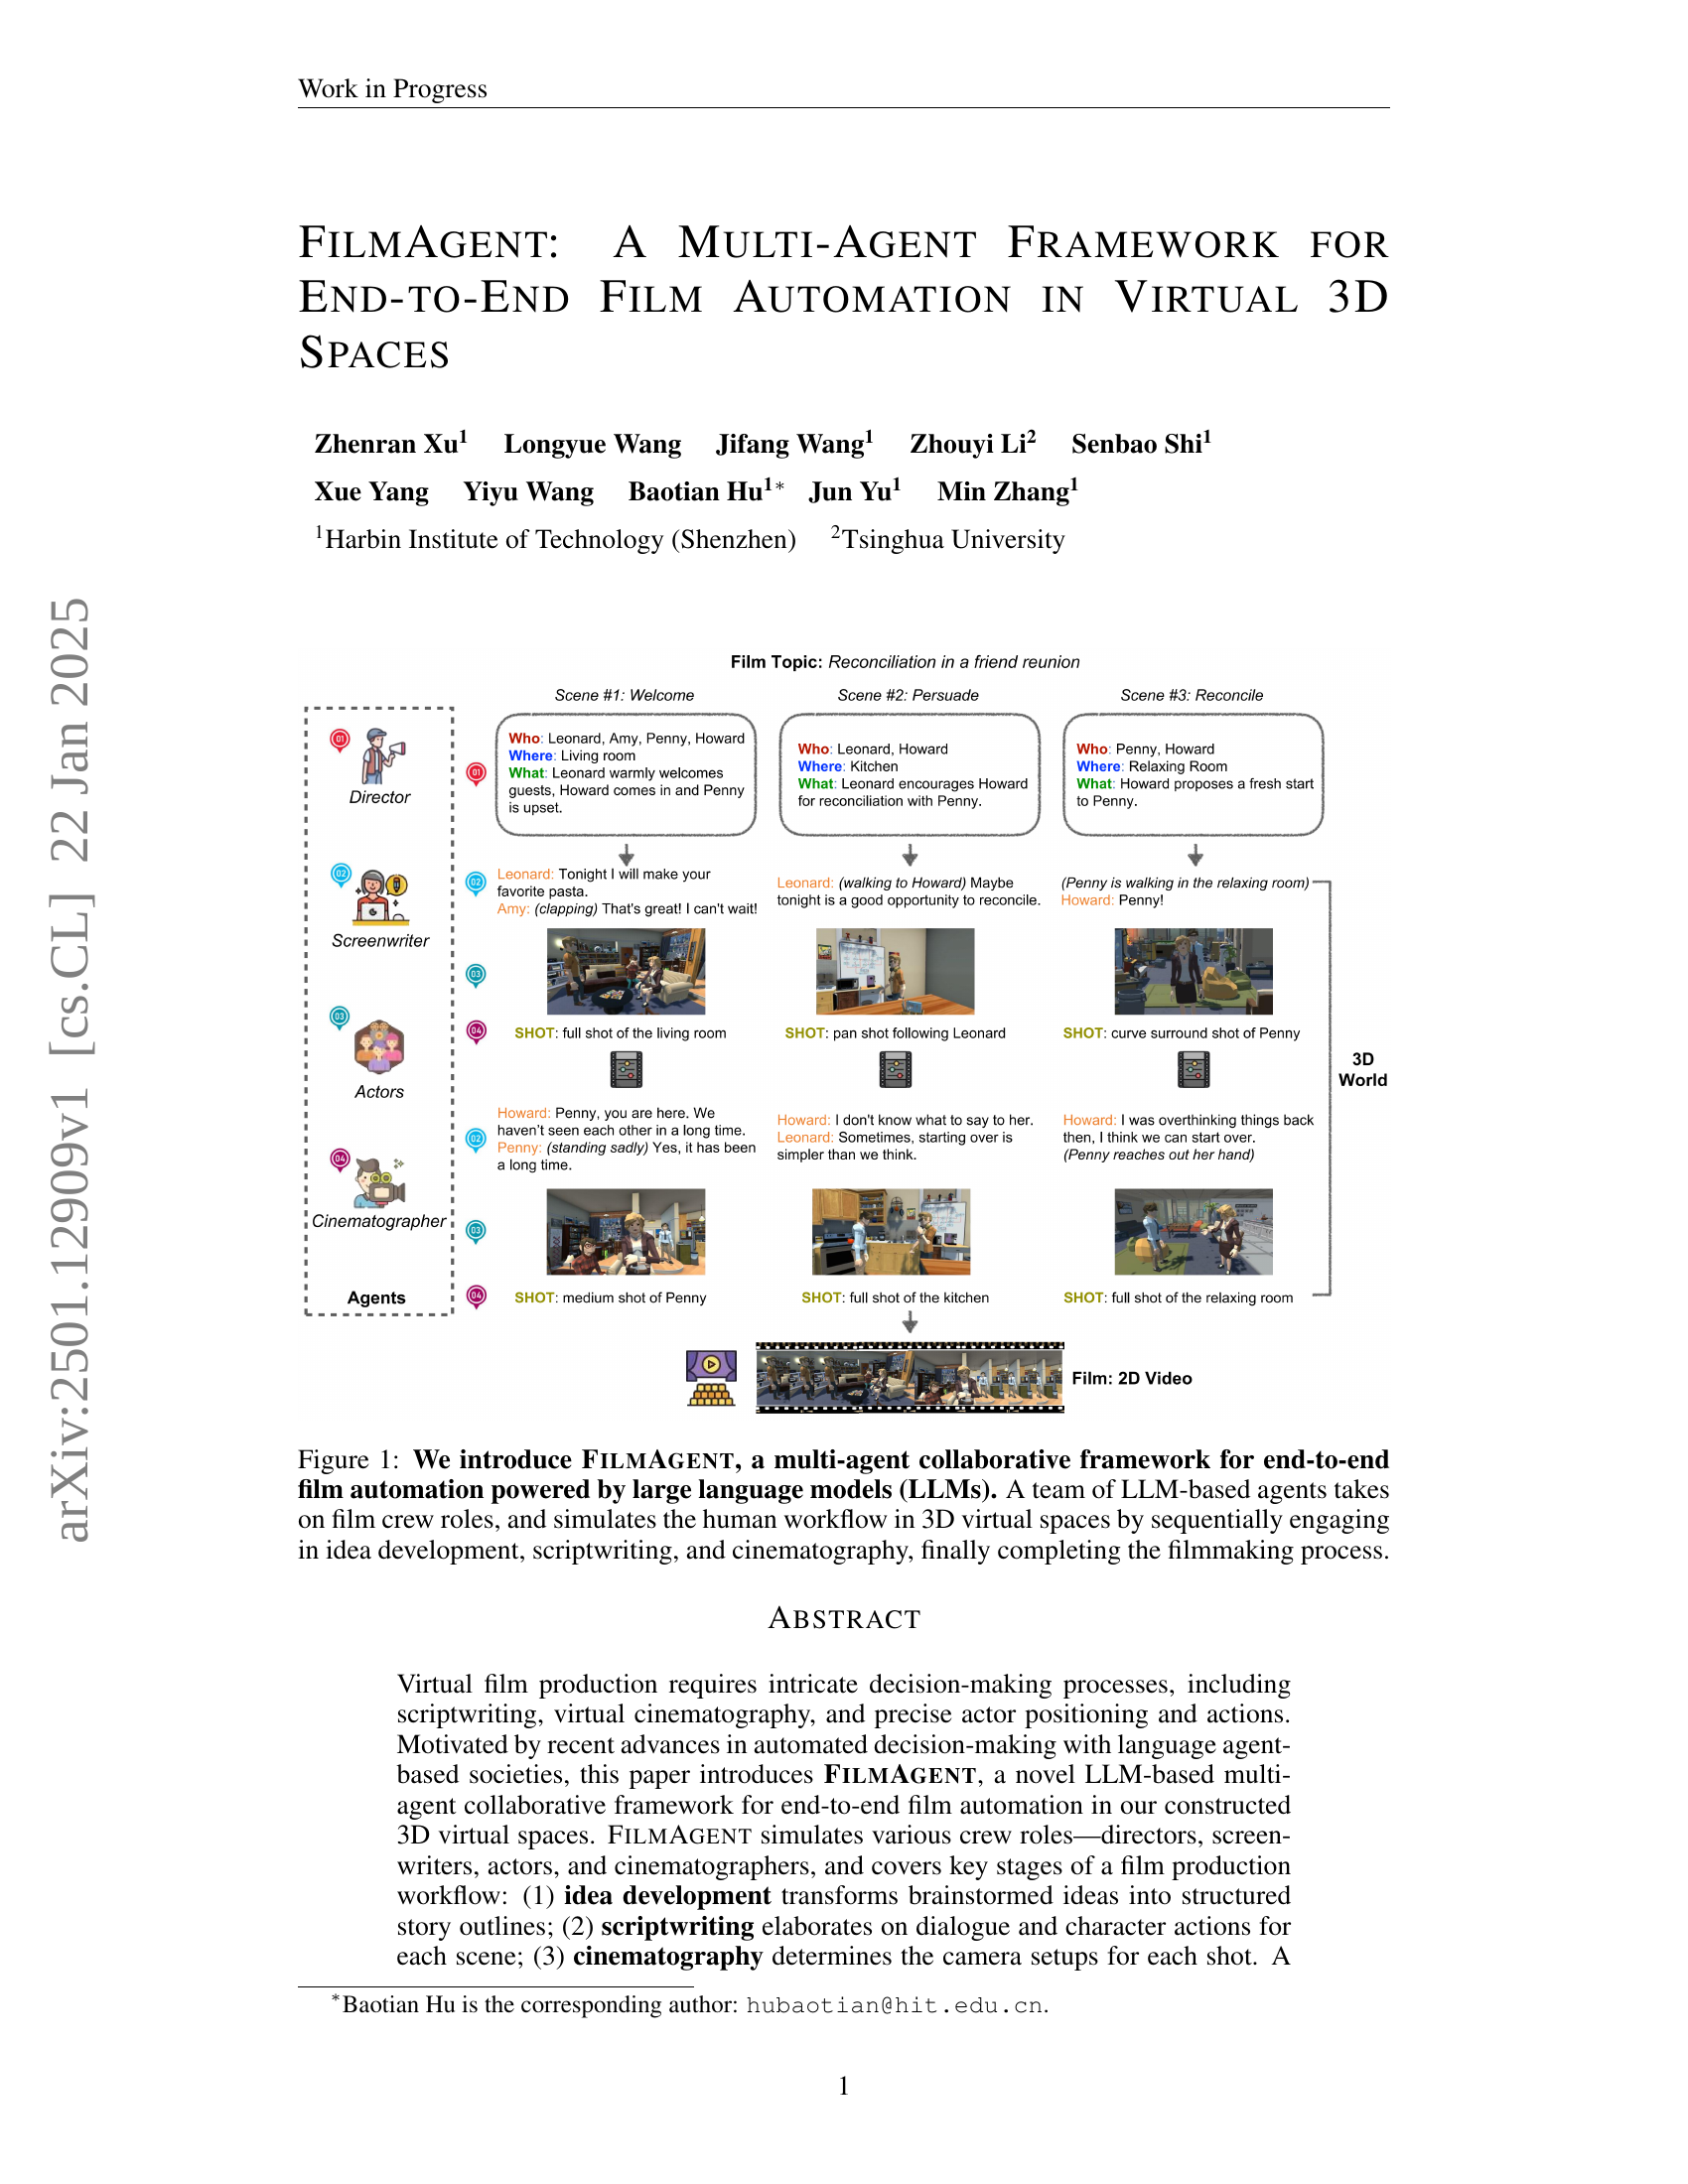 Work in Progress
FILMAGENT: A MULTI-AGENT FRAMEWORK FOR
END-TO-END FILM AUTOMATION IN VIRTUAL 3D
SPACES
Zhenran Xu¹ Longyue Wang Jifang Wang¹ Zhouyi Li² Senbao Shi¹
Xue Yang Yiyu Wang Baotian Hu¹* Jun Yu¹ Min Zhang¹
¹Harbin Institute of Technology (Shenzhen) ²Tsinghua University
arXiv:2501.12909v1 [cs.CL] 22 Jan 2025
Film Topic: Reconciliation in a friend reunion
Scene #1: Welcome Scene #2: Persuade Scene #3: Reconcile
01
Director
02
Screenwriter
03
Actors
04
Cinematographer
Agents
01
Who: Leonard, Amy, Penny, Howard
Where: Living room
What: Leonard warmly welcomes
guests, Howard comes in and Penny
is upset.
Who: Leonard, Howard
Where: Kitchen
What: Leonard encourages Howard
for reconciliation with Penny.
Who: Penny, Howard
Where: Relaxing Room
What: Howard proposes a fresh start
to Penny.
02
Leonard: Tonight I will make your
favorite pasta.
Amy: (clapping) That's great! I can't wait!
Leonard: (walking to Howard) Maybe
tonight is a good opportunity to reconcile.
(Penny is walking in the relaxing room)
Howard: Penny!
03
04
SHOT: full shot of the living room
SHOT: pan shot following Leonard
SHOT: curve surround shot of Penny
3D
World
02
Howard: Penny, you are here. We
haven't seen each other in a long time.
Penny: (standing sadly) Yes, it has been
a long time.
Howard: I don't know what to say to her.
Leonard: Sometimes, starting over is
simpler than we think.
Howard: I was overthinking things back
then, I think we can start over.
(Penny reaches out her hand)
03
04
SHOT: medium shot of Penny
SHOT: full shot of the kitchen
SHOT: full shot of the relaxing room
Film: 2D Video
Figure 1: We introduce FILMAGENT, a multi-agent collaborative framework for end-to-end
film automation powered by large language models (LLMs). A team of LLM-based agents takes
on film crew roles, and simulates the human workflow in 3D virtual spaces by sequentially engaging
in idea development, scriptwriting, and cinematography, finally completing the filmmaking process.
ABSTRACT
Virtual film production requires intricate decision-making processes, including
scriptwriting, virtual cinematography, and precise actor positioning and actions.
Motivated by recent advances in automated decision-making with language agent-
based societies, this paper introduces FILMAGENT, a novel LLM-based multi-
agent collaborative framework for end-to-end film automation in our constructed
3D virtual spaces. FILMAGENT simulates various crew roles—directors, screen-
writers, actors, and cinematographers, and covers key stages of a film production
workflow: (1) idea development transforms brainstormed ideas into structured
story outlines; (2) scriptwriting elaborates on dialogue and character actions for
each scene; (3) cinematography determines the camera setups for each shot. A
*Baotian Hu is the corresponding author: hubaotian@hit.edu.cn.
1